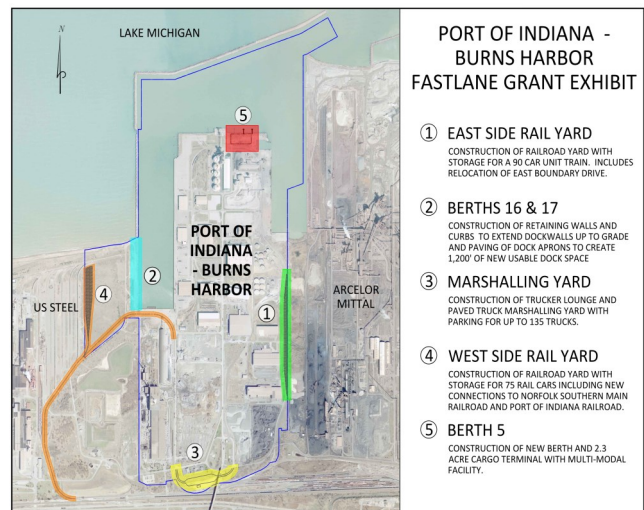 N
LAKE MICHIGAN
⑤
PORT OF
INDIANA
- BURNS
HARBOR
②
④
US STEEL
①
ARCELOR
MITTAL
③
PORT OF INDIANA -
BURNS HARBOR
FASTLANE GRANT EXHIBIT
① EAST SIDE RAIL YARD
CONSTRUCTION OF RAILROAD YARD WITH
STORAGE FOR A 90 CAR UNIT TRAIN. INCLUDES
RELOCATION OF EAST BOUNDARY DRIVE.
② BERTHS 16 & 17
CONSTRUCTION OF RETAINING WALLS AND
CURBS TO EXTEND DOCKWALLS UP TO GRADE
AND PAVING OF DOCK APRONS TO CREATE
1,200' OF NEW USABLE DOCK SPACE
③ MARSHALLING YARD
CONSTRUCTION OF TRUCKER LOUNGE AND
PAVED TRUCK MARSHALLING YARD WITH
PARKING FOR UP TO 135 TRUCKS.
④ WEST SIDE RAIL YARD
CONSTRUCTION OF RAILROAD YARD WITH
STORAGE FOR 75 RAIL CARS INCLUDING NEW
CONNECTIONS TO NORFOLK SOUTHERN MAIN
RAILROAD AND PORT OF INDIANA RAILROAD.
⑤ BERTH 5
CONSTRUCTION OF NEW BERTH AND 2.3
ACRE CARGO TERMINAL WITH MULTI-MODAL
FACILITY.